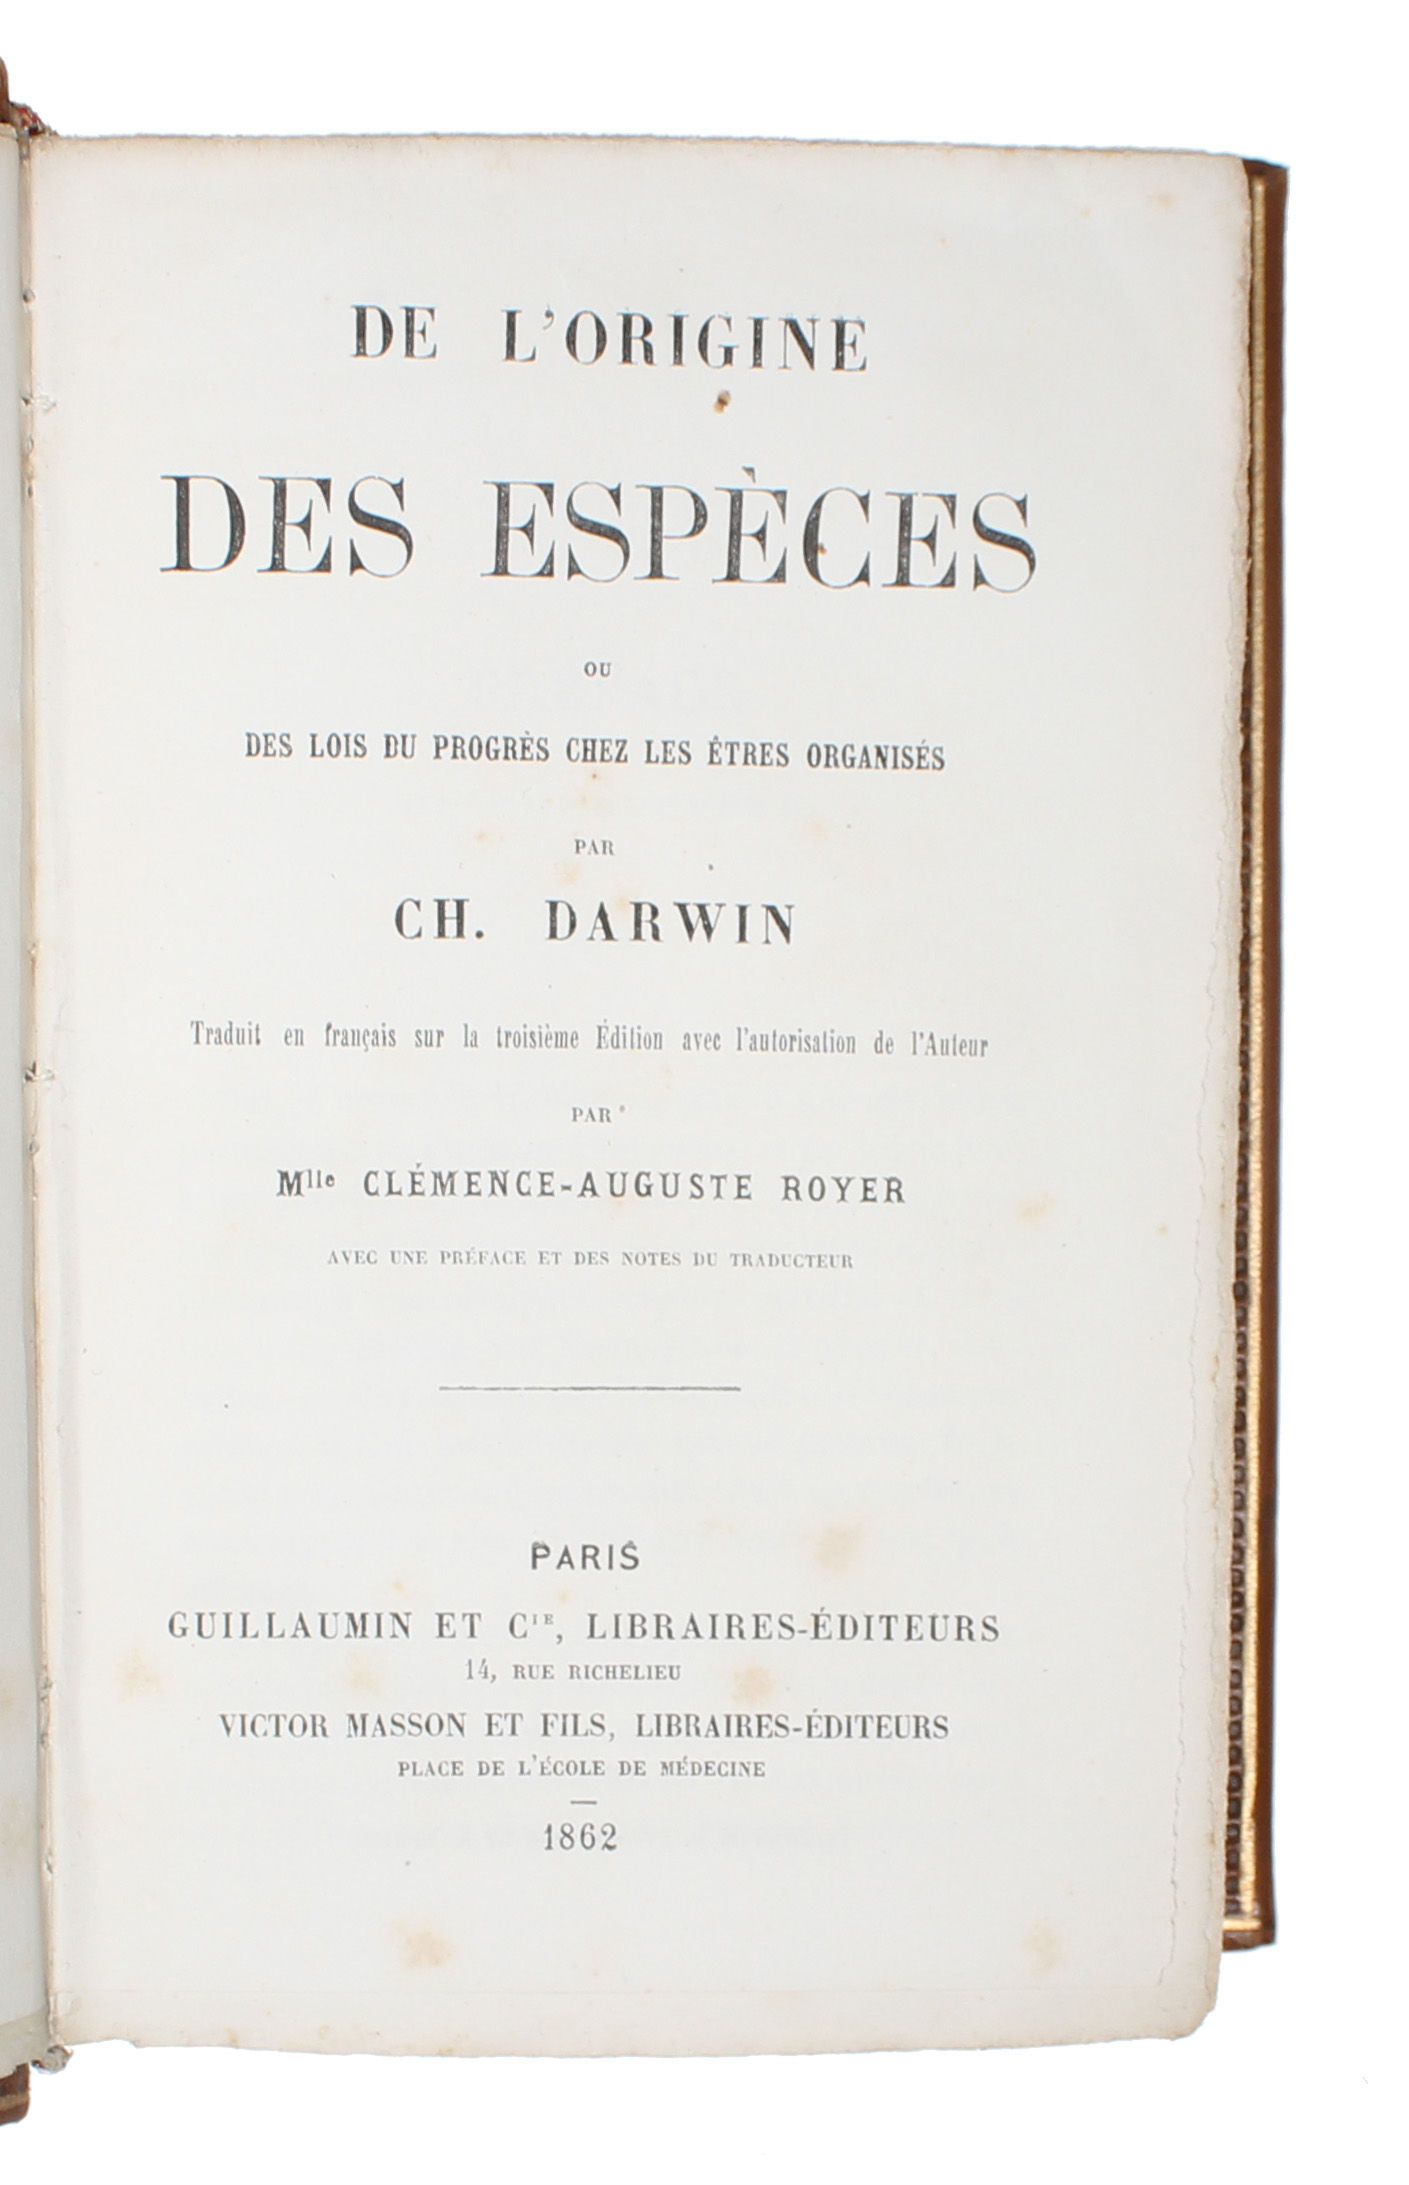 DE L'ORIGINE
DES ESPÈCES
OU
DES LOIS DU PROGRÈS CHEZ LES ÊTRES ORGANISÉS
PAR
CH. DARWIN
Traduit en français sur la troisième Édition avec l'autorisation de l'Auteur
PAR
Mlle CLÉMENCE-AUGUSTE ROYER
AVEC UNE PRÉFACE ET DES NOTES DU TRADUCTEUR
PARIS
GUILLAUMIN ET CIE, LIBRAIRES-ÉDITEURS
14, RUE RICHELIEU
VICTOR MASSON ET FILS, LIBRAIRES-ÉDITEURS
PLACE DE L'ÉCOLE DE MÉDECINE
1862